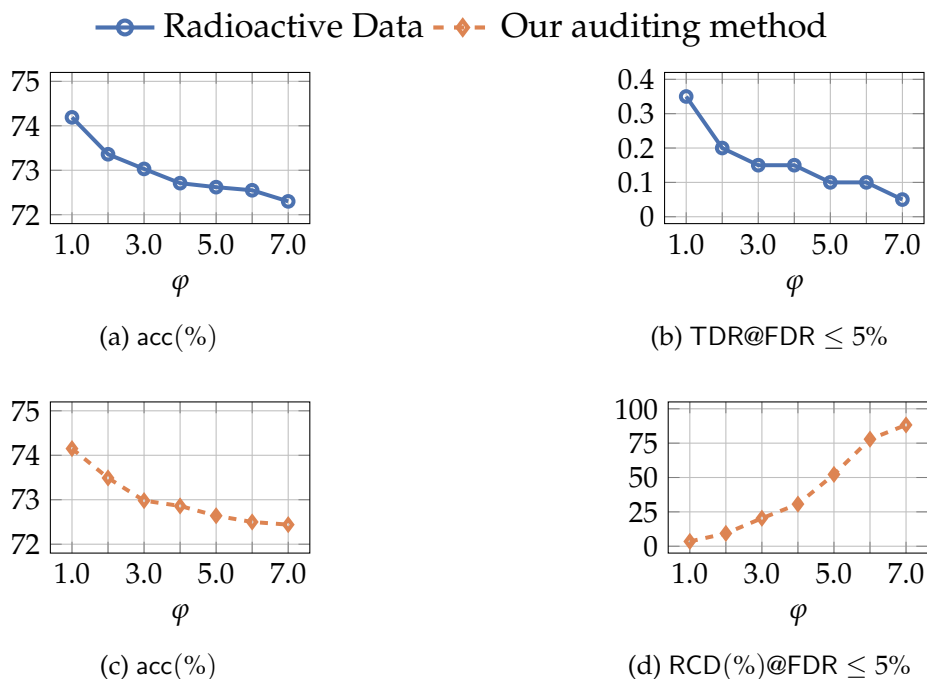 Radioactive Data Our auditing method
75
74
73
72
1.0 3.0 5.0 7.0
φ
(a) acc(%)
0.4
0.3
0.2
0.1
0
1.0 3.0 5.0 7.0
φ
(b) TDR@FDR ≤ 5%
75
74
73
72
1.0 3.0 5.0 7.0
φ
(c) acc(%)
100
75
50
25
0
1.0 3.0 5.0 7.0
φ
(d) RCD(%)@FDR ≤ 5%